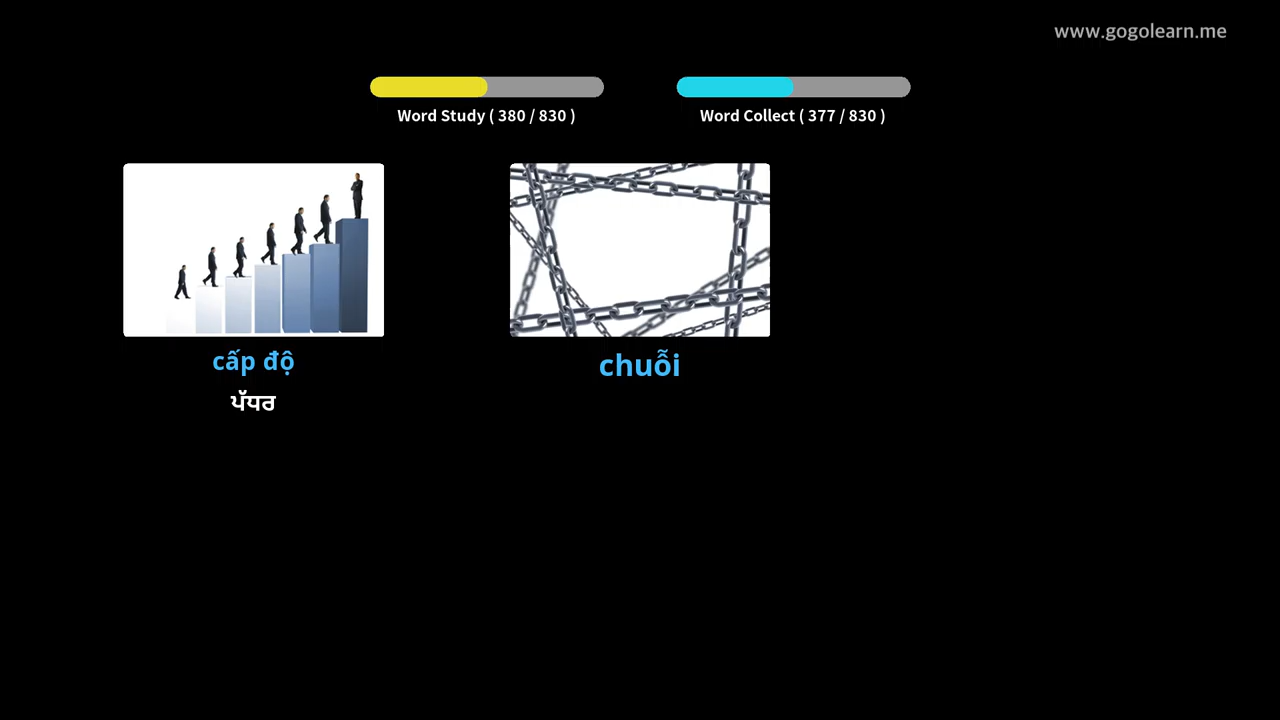 www.gogolearn.me
Word Study ( 380 / 830 )
Word Collect ( 377 / 830 )
cấp độ
ਪੱਧਰ
chuỗi